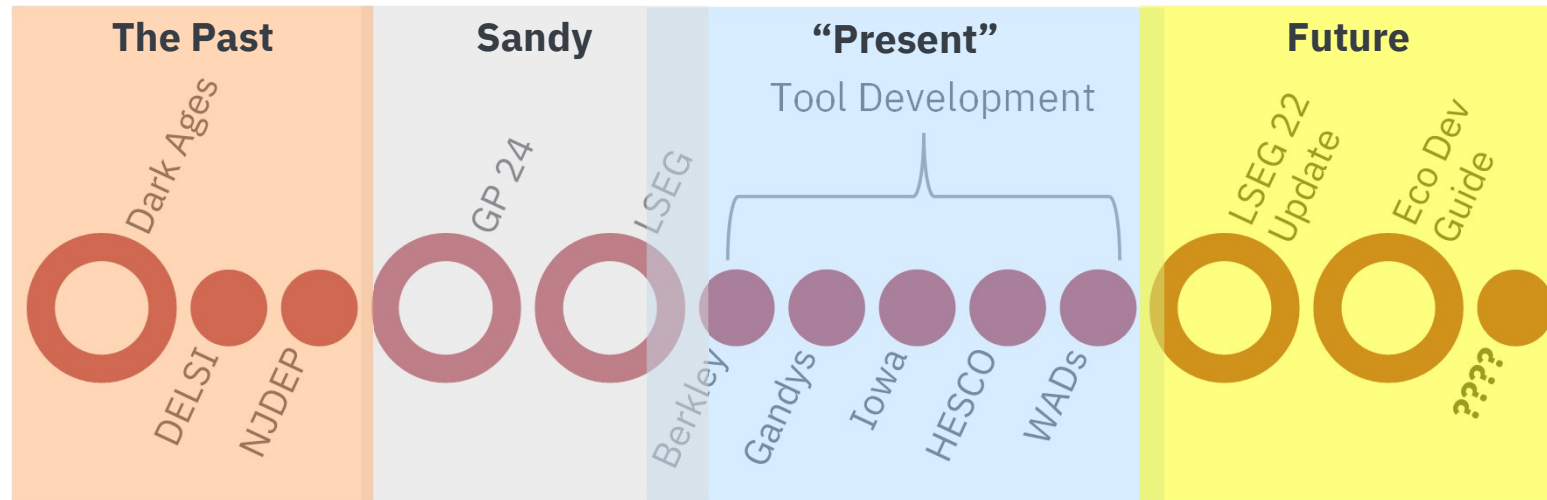 The Past
Sandy
“Present”
Future
Tool Development
Dark Ages
DELSI
NJDEP
GP 24
LSEG
Berkley
Gandys
Iowa
HESCO
WADs
LSEG 22
Update
Eco Dev
Guide
????